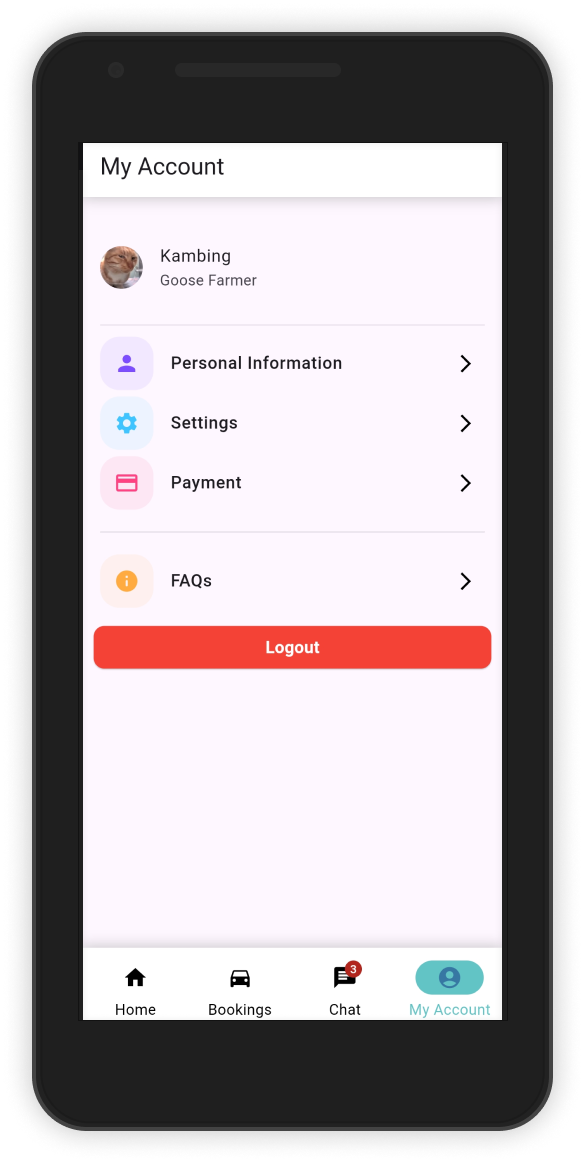 My Account
Kambing
Goose Farmer
Personal Information
Settings
Payment
FAQs
Logout
3
Home
Bookings
Chat
My Account